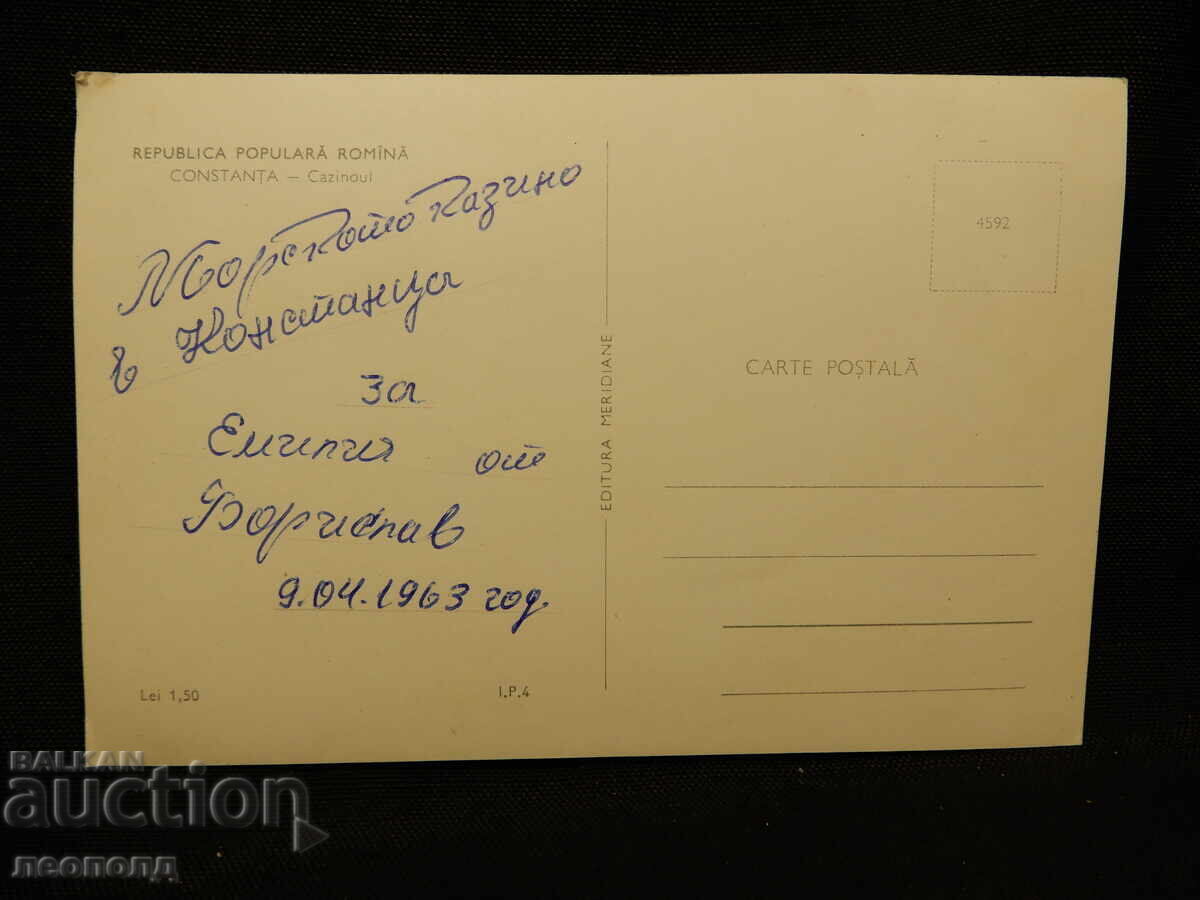 REPUBLICA POPULARĂ ROMÎNĂ
CONSTANȚA – Cazinoul
Морското казино
в Констанца
за
Емилия от
Борислав
9.04.1963 год.
Lei 1,50
I.P.4
EDITURA MERIDIANE
4592
CARTE POȘTALĂ
BALKAN
auction
леополд